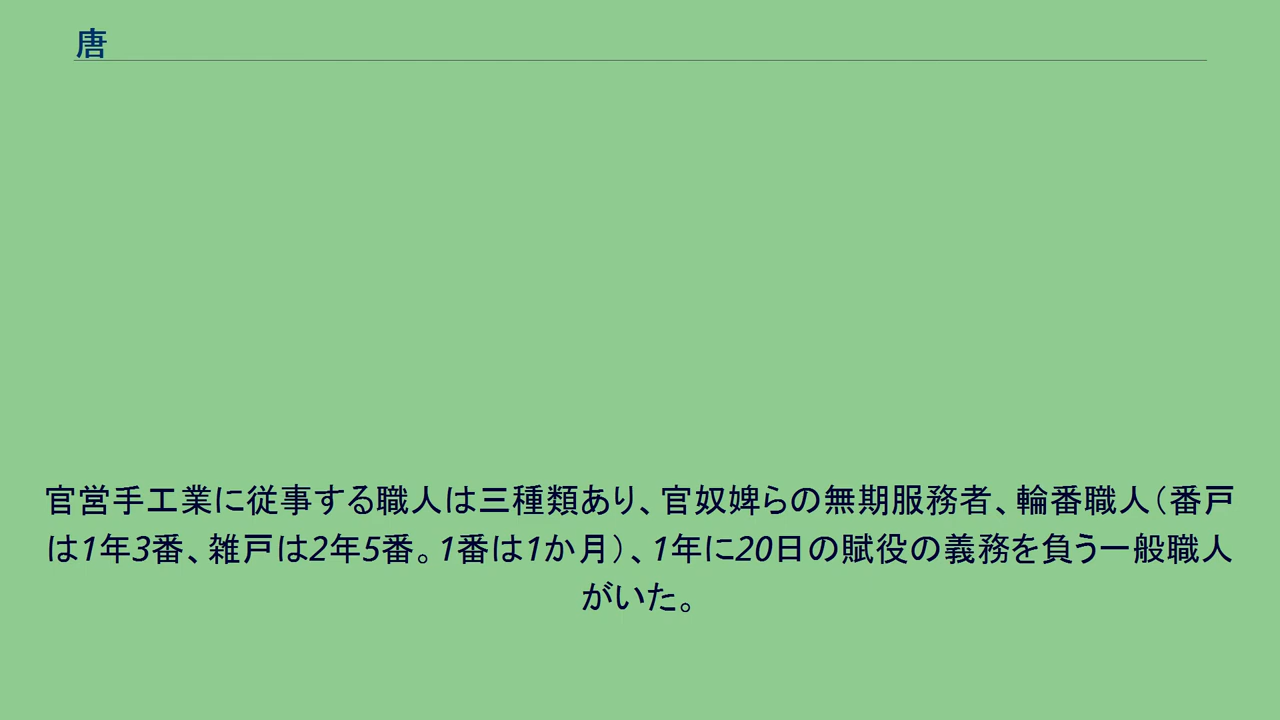 唐
官営手工業に従事する職人は三種類あり、官奴婢らの無期服務者、輪番職人（番戸
は1年3番、雑戸は2年5番。1番は1か月）、1年に20日の賦役の義務を負う一般職人
がいた。